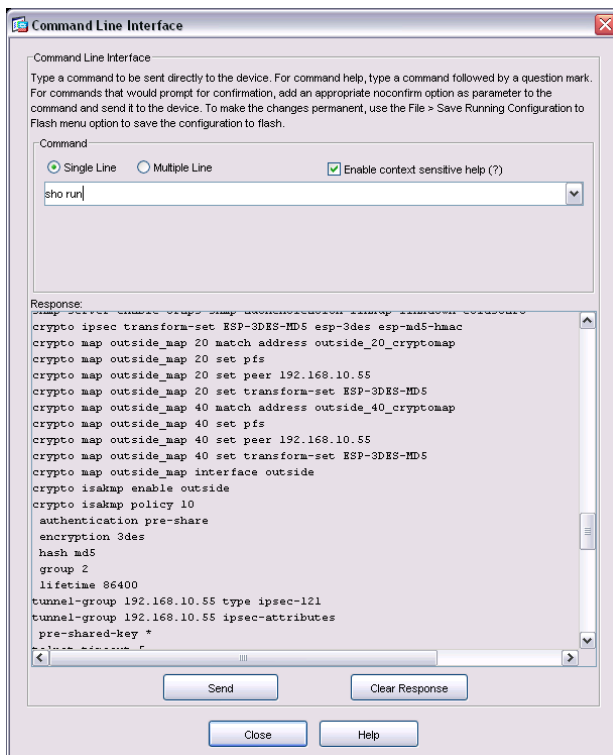 Command Line Interface
Command Line Interface
Type a command to be sent directly to the device. For command help, type a command followed by a question mark.
For commands that would prompt for confirmation, add an appropriate noconfirm option as parameter to the
command and send it to the device. To make the changes permanent, use the File > Save Running Configuration to
Flash menu option to save the configuration to flash.
Command
Single Line Multiple Line Enable context sensitive help (?)
sho run
Response:
crypto ipsec transform-set ESP-3DES-MD5 esp-3des esp-md5-hmac
crypto map outside_map 20 match address outside_20_cryptomap
crypto map outside_map 20 set pfs
crypto map outside_map 20 set peer 192.168.10.55
crypto map outside_map 20 set transform-set ESP-3DES-MD5
crypto map outside_map 40 match address outside_40_cryptomap
crypto map outside_map 40 set pfs
crypto map outside_map 40 set peer 192.168.10.55
crypto map outside_map 40 set transform-set ESP-3DES-MD5
crypto map outside_map interface outside
crypto isakmp enable outside
crypto isakmp policy 10
authentication pre-share
encryption 3des
hash md5
group 2
lifetime 86400
tunnel-group 192.168.10.55 type ipsec-l2l
tunnel-group 192.168.10.55 ipsec-attributes
pre-shared-key *
telnet timeout 5
Send Clear Response
Close Help